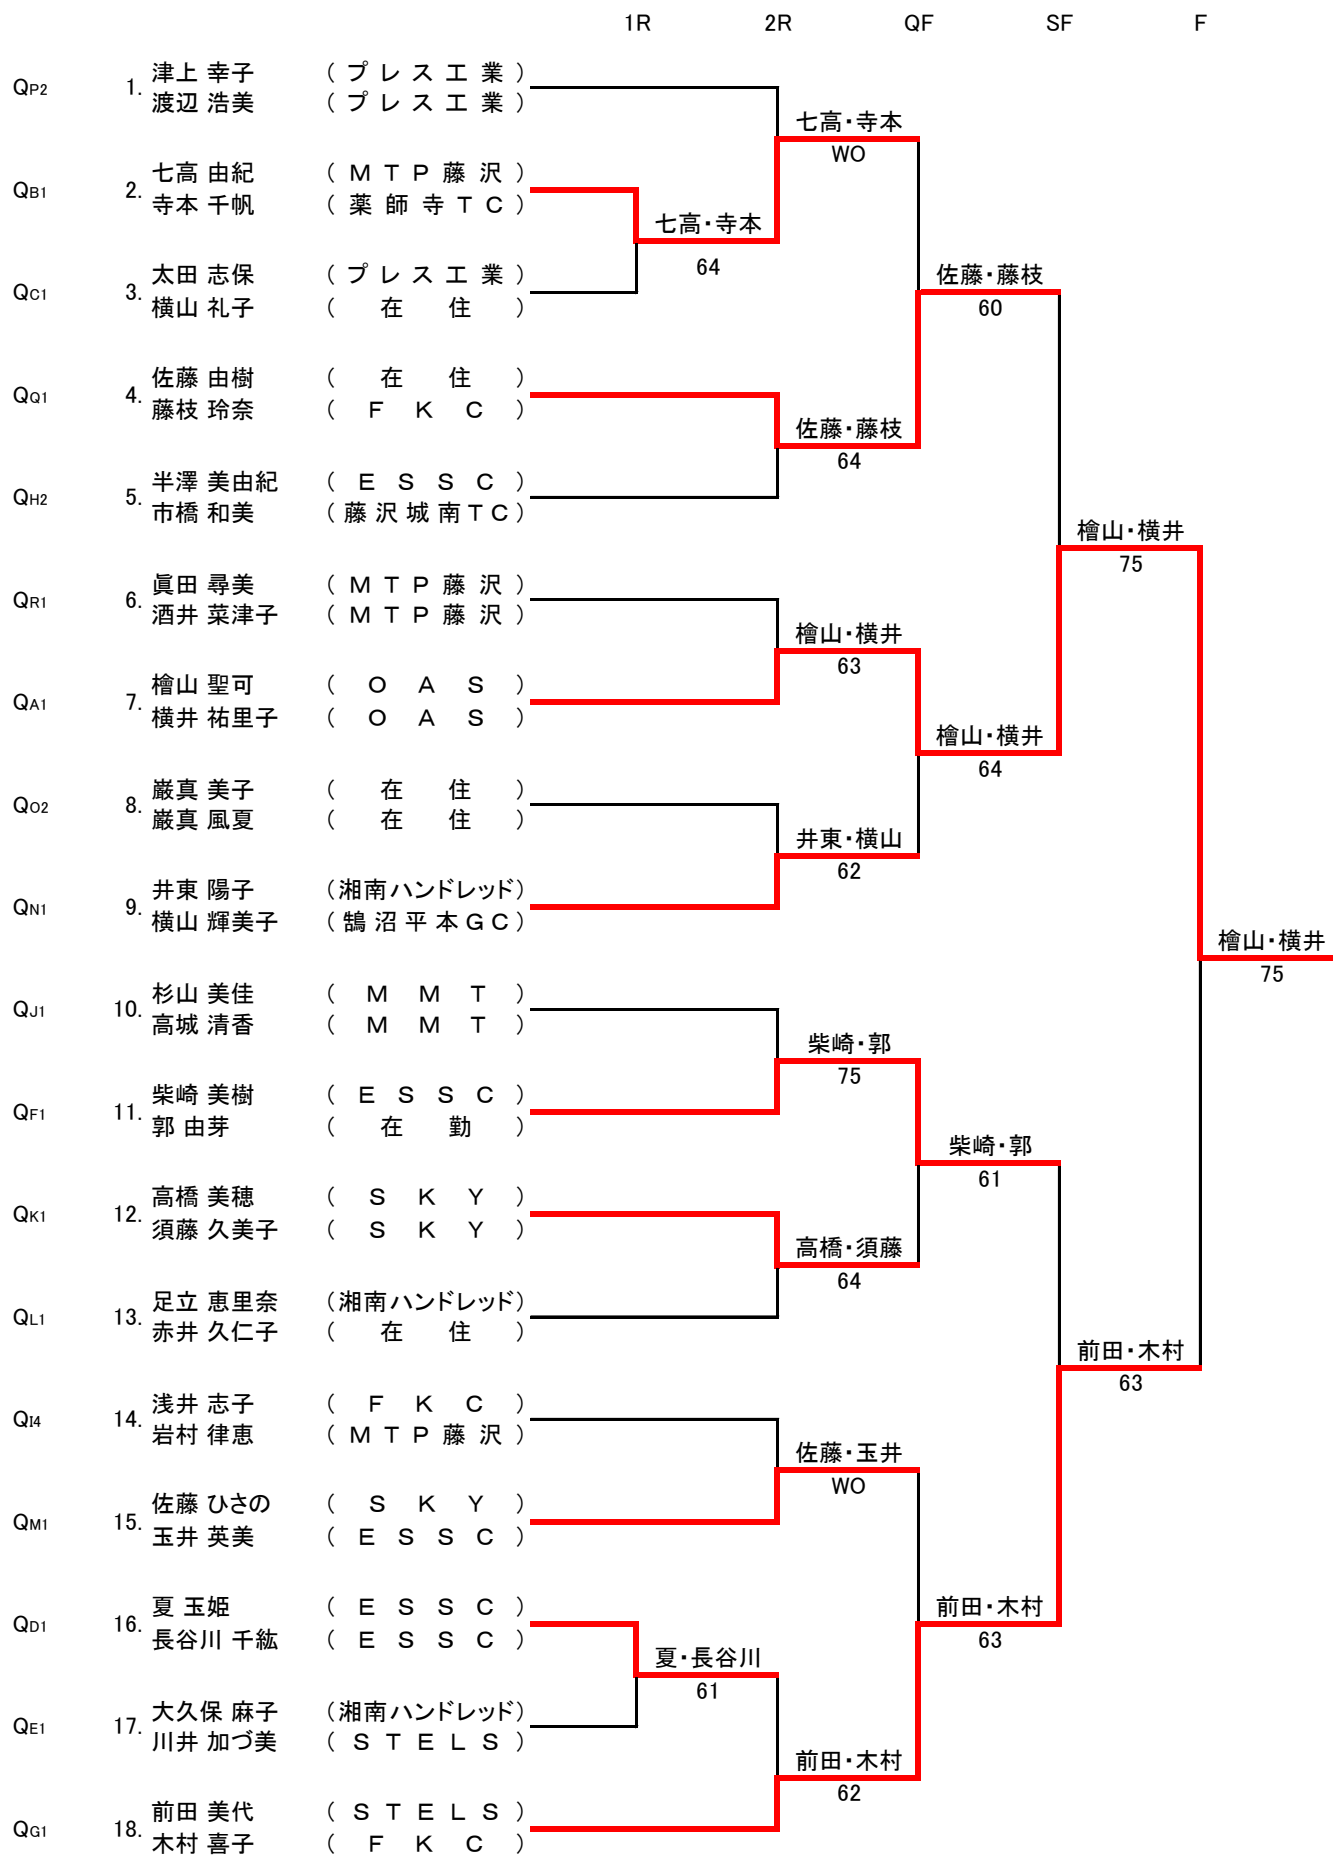 1R 2R QF SF F
津上 幸子 (プレス工業)
QP2 1.
渡辺 浩美 (プレス工業)
七高・寺本
WO
七高 由紀 (MTP藤沢)
QB1 2.
寺本 千帆 (薬師寺TC)
七高・寺本
64
太田 志保 (プレス工業)
QC1 3.
横山 礼子 (在住)
佐藤・藤枝
60
佐藤 由樹 (在住)
QQ1 4.
藤枝 玲奈 (FKC)
佐藤・藤枝
64
半澤 美由紀 (ESSC)
QH2 5.
市橋 和美 (藤沢城南TC)
檜山・横井
75
眞田 尋美 (MTP藤沢)
QR1 6.
酒井 菜津子 (MTP藤沢)
檜山・横井
63
檜山 聖可 (OAS)
QA1 7.
横井 祐里子 (OAS)
檜山・横井
64
巌真 美子 (在住)
QO2 8.
巌真 風夏 (在住)
井東・横山
62
井東 陽子 (湘南ハンドレッド)
QN1 9.
横山 輝美子 (鵠沼平本GC)
檜山・横井
75
杉山 美佳 (MMT)
QJ1 10.
高城 清香 (MMT)
柴崎・郭
75
柴崎 美樹 (ESSC)
QF1 11.
郭 由芽 (在勤)
柴崎・郭
61
高橋 美穂 (SKY)
QK1 12.
須藤 久美子 (SKY)
高橋・須藤
64
足立 恵里奈 (湘南ハンドレッド)
QL1 13.
赤井 久仁子 (在住)
前田・木村
63
浅井 志子 (FKC)
QI4 14.
岩村 律恵 (MTP藤沢)
佐藤・玉井
WO
佐藤 ひさの (SKY)
QM1 15.
玉井 英美 (ESSC)
夏 玉姫 (ESSC)
QD1 16.
長谷川 千紘 (ESSC)
前田・木村
63
夏・長谷川
61
大久保 麻子 (湘南ハンドレッド)
QE1 17.
川井 加づ美 (STELS)
前田・木村
62
前田 美代 (STELS)
QG1 18.
木村 喜子 (FKC)